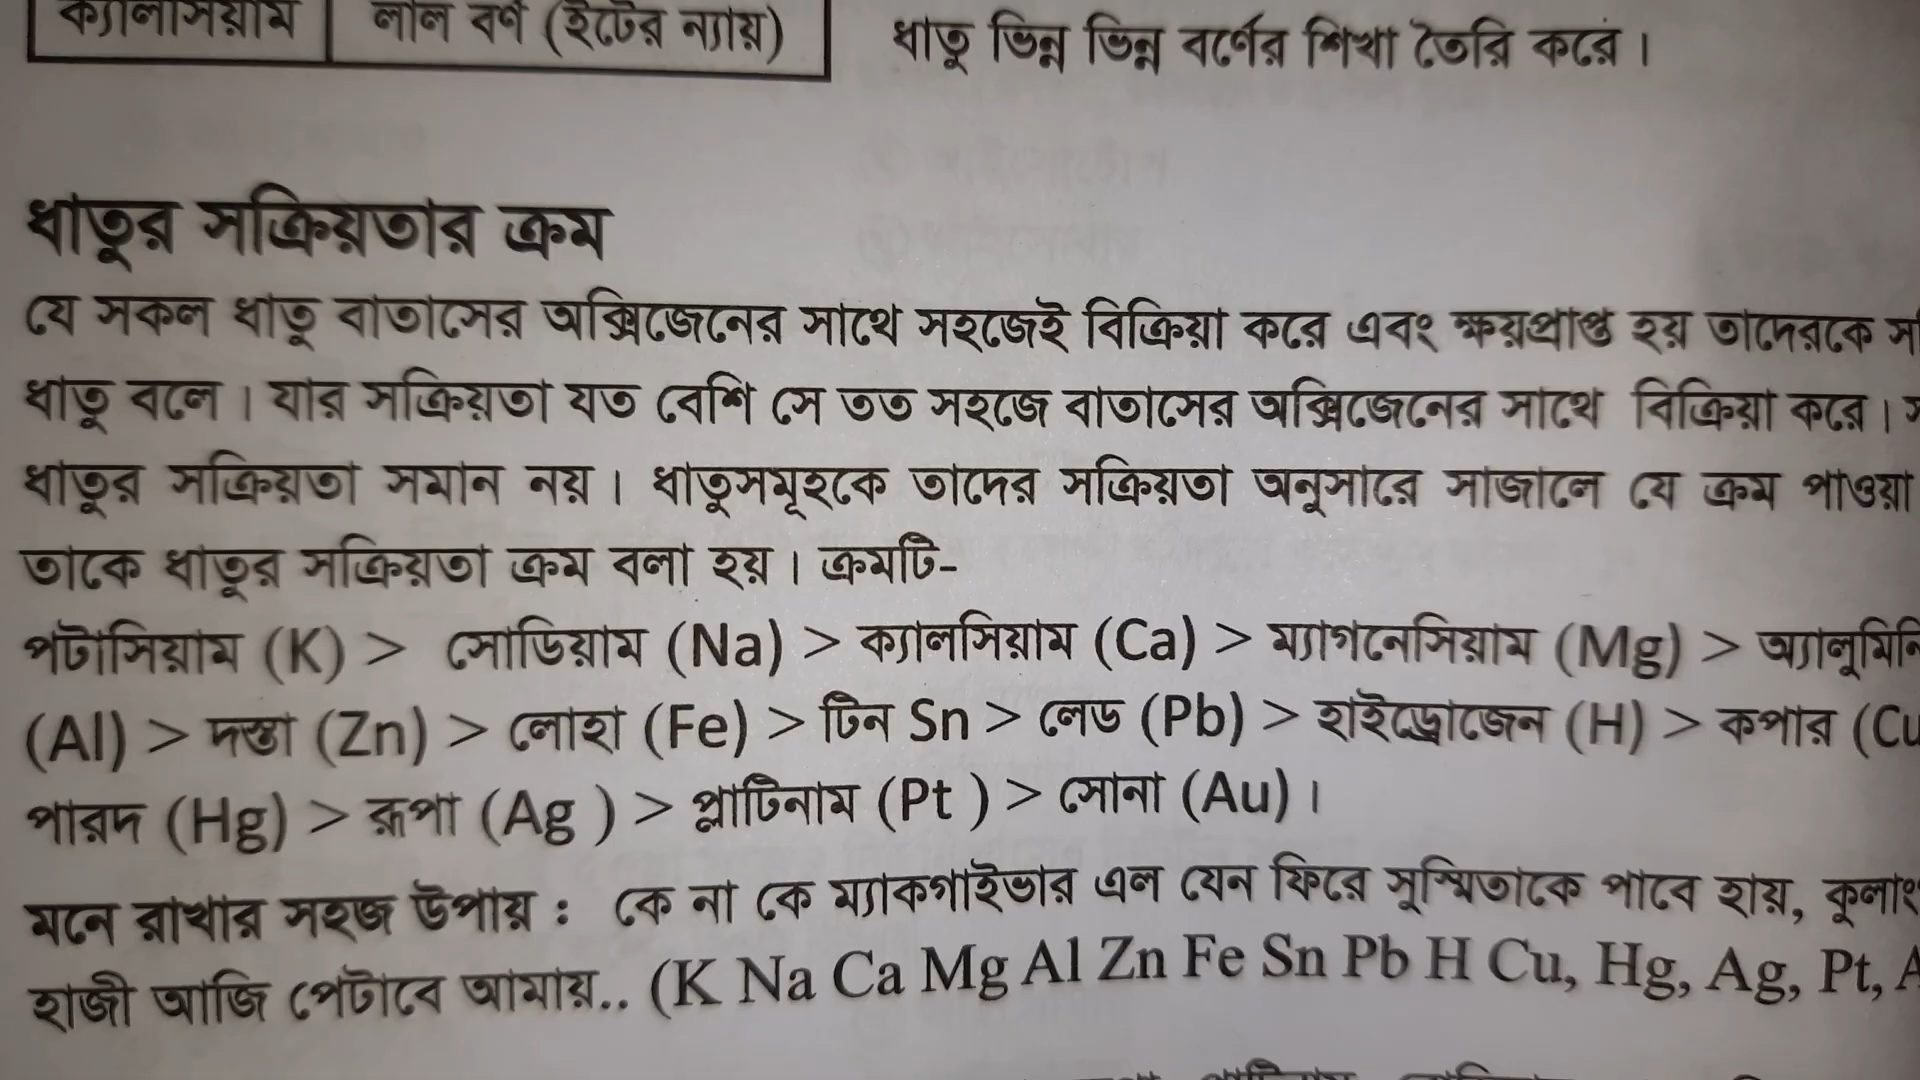 ক্যালসিয়াম লাল বর্ণ (ইটের ন্যায়) ধাতু ভিন্ন ভিন্ন বর্ণের শিখা তৈরি করে।
ধাতুর সক্রিয়তার ক্রম
যে সকল ধাতু বাতাসের অক্সিজেনের সাথে সহজেই বিক্রিয়া করে এবং ক্ষয়প্রাপ্ত হয় তাদেরকে
ধাতু বলে। যার সক্রিয়তা যত বেশি সে তত সহজে বাতাসের অক্সিজেনের সাথে বিক্রিয়া করে।
ধাতুর সক্রিয়তা সমান নয়। ধাতুসমূহকে তাদের সক্রিয়তা অনুসারে সাজালে যে ক্রম পাওয়া
তাকে ধাতুর সক্রিয়তা ক্রম বলা হয়। ক্রমটি-
পটাসিয়াম (K) > সোডিয়াম (Na) > ক্যালসিয়াম (Ca) > ম্যাগনেসিয়াম (Mg) > অ্যালুমিনি
(Al) > দস্তা (Zn) > লোহা (Fe) > টিন Sn > লেড (Pb) > হাইড্রোজেন (H) > কপার (Cu
পারদ (Hg) > রূপা (Ag ) > প্লাটিনাম (Pt ) > সোনা (Au)।
মনে রাখার সহজ উপায় : কে না কে ম্যাকগাইভার এল যেন ফিরে সুস্মিতাকে পাবে হায়, কুলাং
হাজী আজি পেটাবে আমায়.. (K Na Ca Mg Al Zn Fe Sn Pb H Cu, Hg, Ag, Pt, A